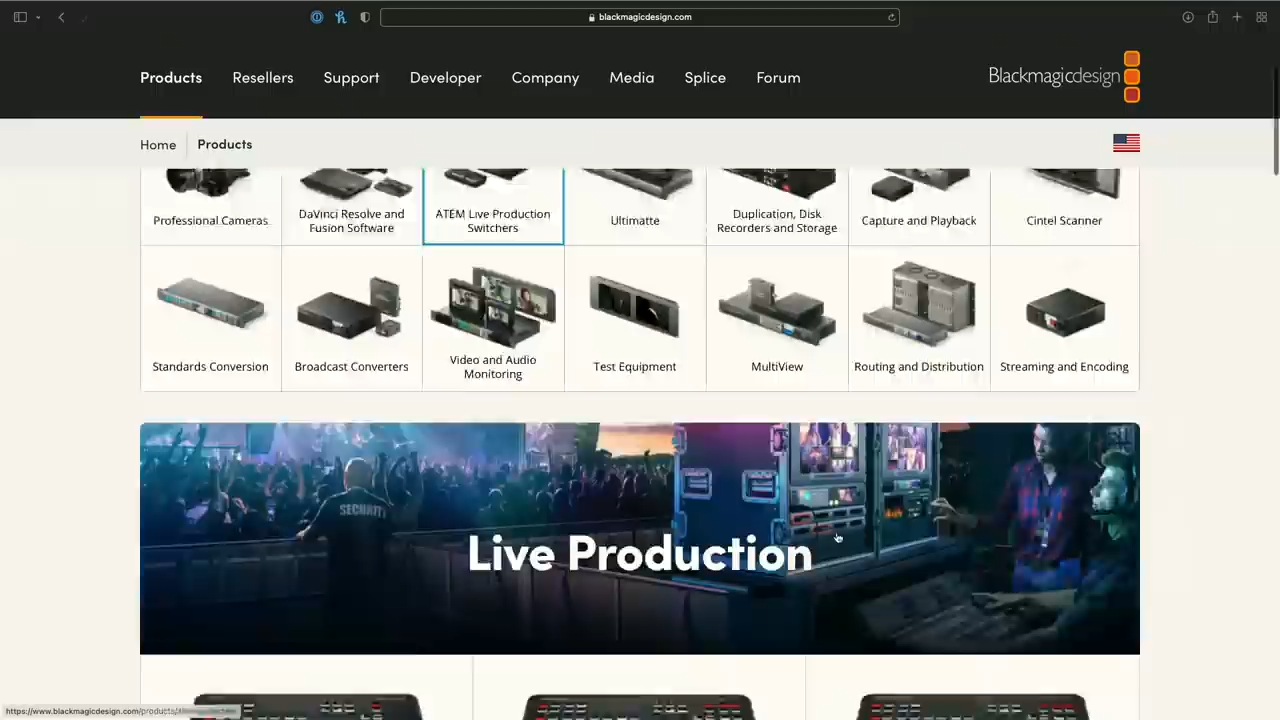 blackmagicdesign.com
Products Resellers Support Developer Company Media Splice Forum
Blackmagicdesign
Home Products
Professional Cameras
DaVinci Resolve and
Fusion Software
ATEM Live Production
Switchers
Ultimatte
Duplication, Disk
Recorders and Storage
Capture and Playback
Cintel Scanner
Standards Conversion
Broadcast Converters
Video and Audio
Monitoring
Test Equipment
MultiView
Routing and Distribution
Streaming and Encoding
SECURITY
Live Production
https://www.blackmagicdesign.com/products/